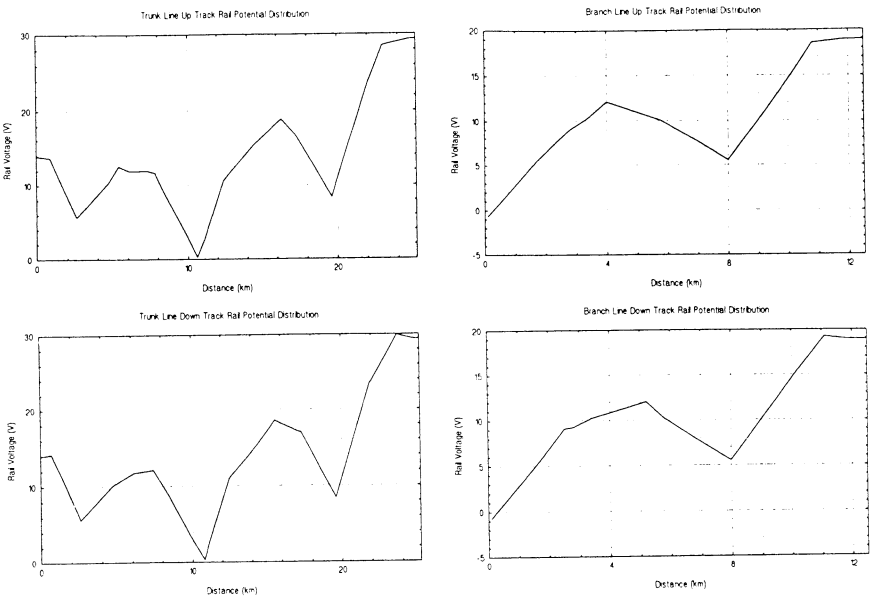 Trunk Line Up Track Rail Potential Distribution
30
20
10
0
Rail Voltage (V)
0
10
20
Distance (km)
Branch Line Up Track Rail Potential Distribution
20
15
10
5
0
-5
Rail Voltage (V)
0
4
8
12
Distance (km)
Trunk Line Down Track Rail Potential Distribution
30
20
10
0
Rail Voltage (V)
0
10
20
Distance (km)
Branch Line Down Track Rail Potential Distribution
20
15
10
5
0
-5
Rail Voltage (V)
0
4
8
12
Distance (km)